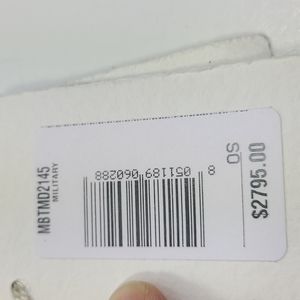 MBTMD2145
MILITARY
8 051189 060288
OS
$2795.00